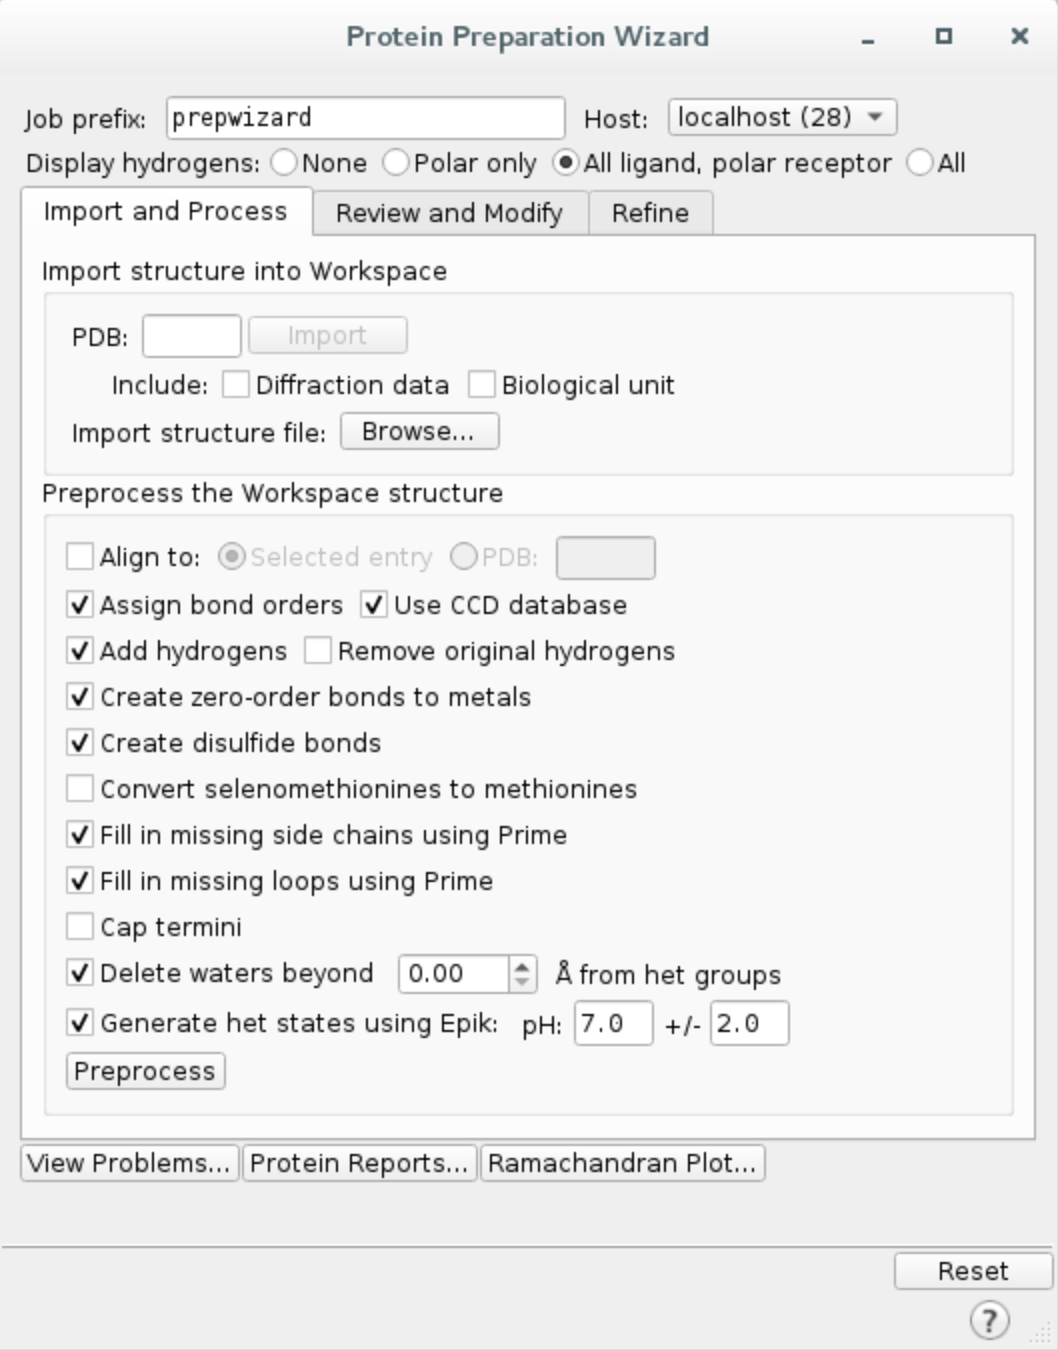 Protein Preparation Wizard
Job prefix: prepwizard Host: localhost (28)
Display hydrogens: None Polar only All ligand, polar receptor All
Import and Process Review and Modify Refine
Import structure into Workspace
PDB: Import
Include: Diffraction data Biological unit
Import structure file: Browse...
Preprocess the Workspace structure
Align to: Selected entry PDB:
Assign bond orders Use CCD database
Add hydrogens Remove original hydrogens
Create zero-order bonds to metals
Create disulfide bonds
Convert selenomethionines to methionines
Fill in missing side chains using Prime
Fill in missing loops using Prime
Cap termini
Delete waters beyond 0.00 Å from het groups
Generate het states using Epik: pH: 7.0 +/- 2.0
Preprocess
View Problems... Protein Reports... Ramachandran Plot...
Reset
?